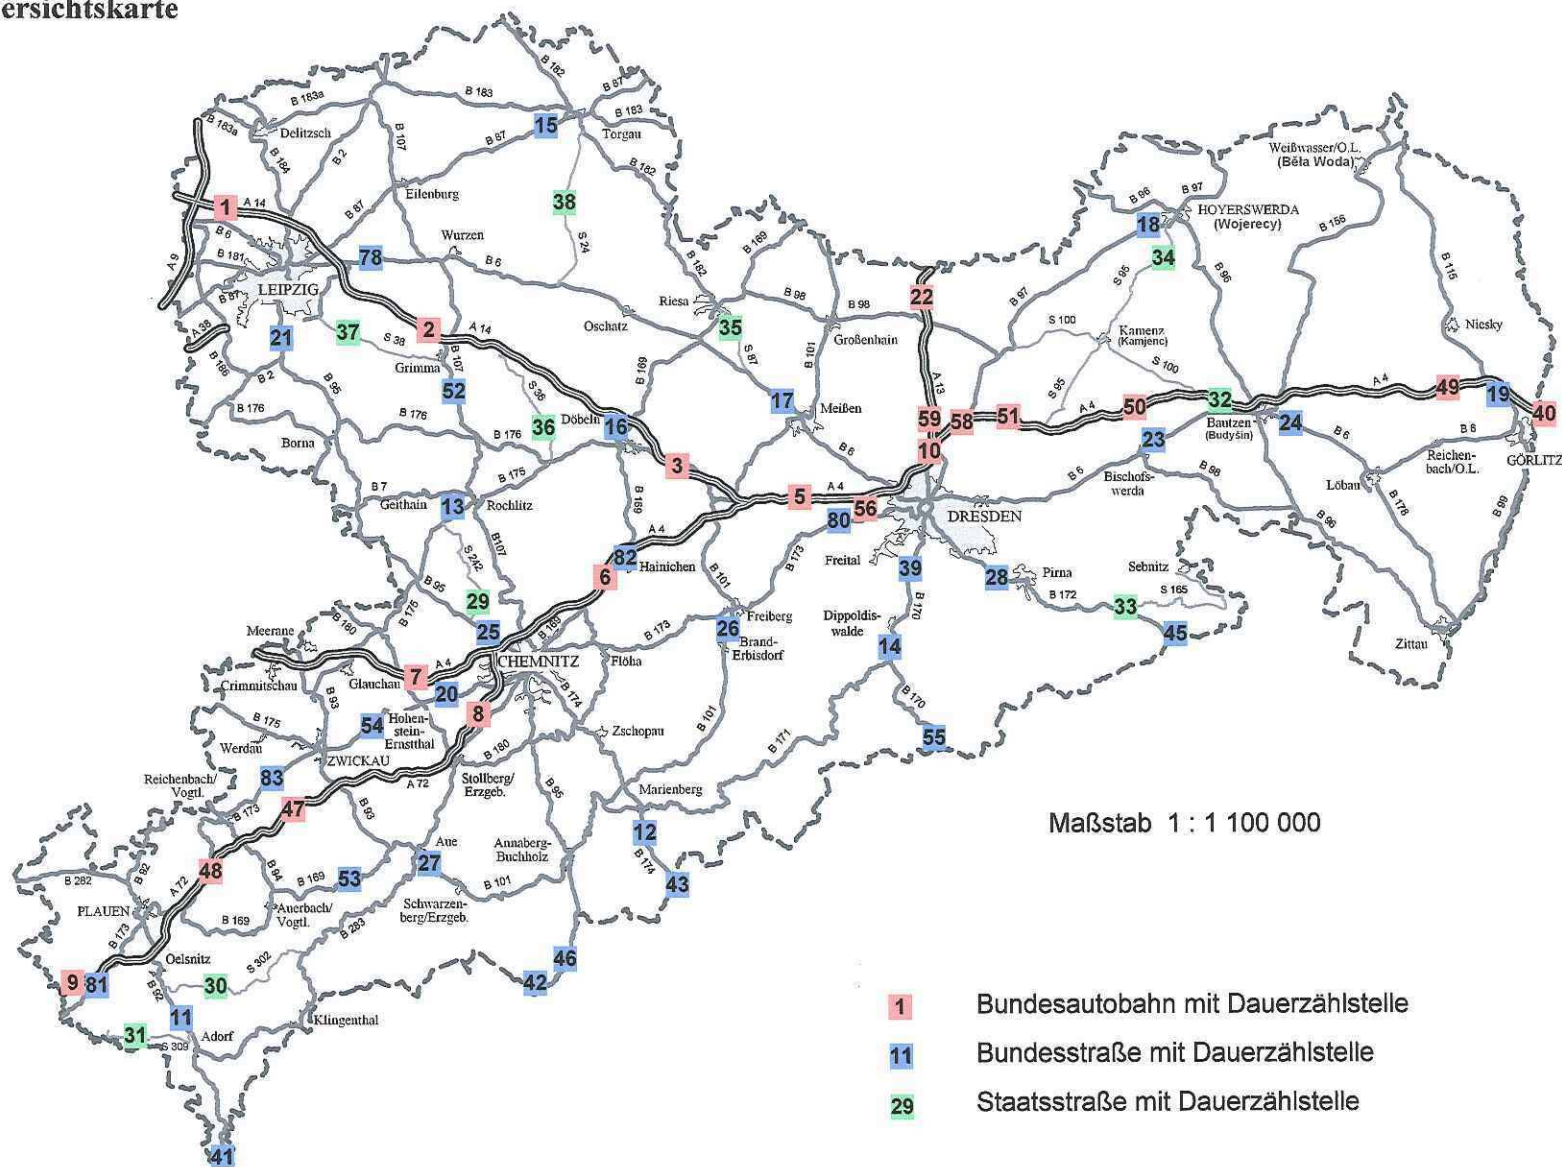 ersichtskarte
B 182
B 87
B 183a
B 183
B 183
B 183a
Delitzsch
B 107
15
Torgau
B 184
B 2
B 87
B 182
Eilenburg
1
A 14
B 87
38
B 6
Wurzen
S 24
B 181
78
B 6
A 9
LEIPZIG
B 87
B 182
B 169
Riesa
B 98
B 98
A 38
21
37
2
A 14
Oschatz
35
Großenhain
S 38
S 87
B 101
B 186
Grimma
B 107
B 2
B 95
52
S 36
B 169
17
Meißen
B 176
B 176
Döbeln
16
36
Borna
B 176
3
B 6
B 175
B 7
Geithain
13
Rochlitz
B 169
5
A 4
56
80
DRESDEN
A 4
B107
S 242
82
Hainichen
B 173
Freital
39
28
Pirna
Sebnitz
6
B 95
B 101
B 172
S 165
29
33
B 175
B 180
Freiberg
B 170
Dippoldis-
walde
25
B 169
B 173
26
45
Meerane
Brand-
Erbisdorf
14
CHEMNITZ
Flöha
A 4
7
Crimmitschau
Glauchau
20
B 174
B 170
B 93
8
54
Hohen-
stein-
Ernstthal
B 101
B 175
Zschopau
B 171
55
Werdau
ZWICKAU
B 180
Reichenbach/
Vogtl.
83
A 72
Stollberg/
Erzgeb.
B 95
Marienberg
47
B 173
B 93
12
Aue
Annaberg-
Buchholz
B 92
48
27
B 174
B 282
A 72
B 94
B 169
53
43
B 101
PLAUEN
Auerbach/
Vogtl.
Schwarzen-
berg/Erzgeb.
B 173
B 169
B 283
Oelsnitz
46
S 302
9
81
30
42
B 92
11
Klingenthal
31
Adorf
S 309
41
Weißwasser/O.L.
(Běła Woda)
B 96
B 97
HOYERSWERDA
(Wojerecy)
18
B 156
34
B 115
S 95
B 96
22
B 97
S 100
Kamenz
(Kamjenc)
Niesky
S 100
A 13
S 95
A 4
49
19
59
58
51
A 4
50
32
40
Bautzen
(Budyšin)
24
10
23
B 6
B 6
Reichen-
bach/O.L.
GÖRLITZ
B 6
Bischofs-
werda
B 98
Löbau
B 178
B 99
B 96
Zittau
Maßstab 1 : 1 100 000
1 Bundesautobahn mit Dauerzählstelle
11 Bundesstraße mit Dauerzählstelle
29 Staatsstraße mit Dauerzählstelle